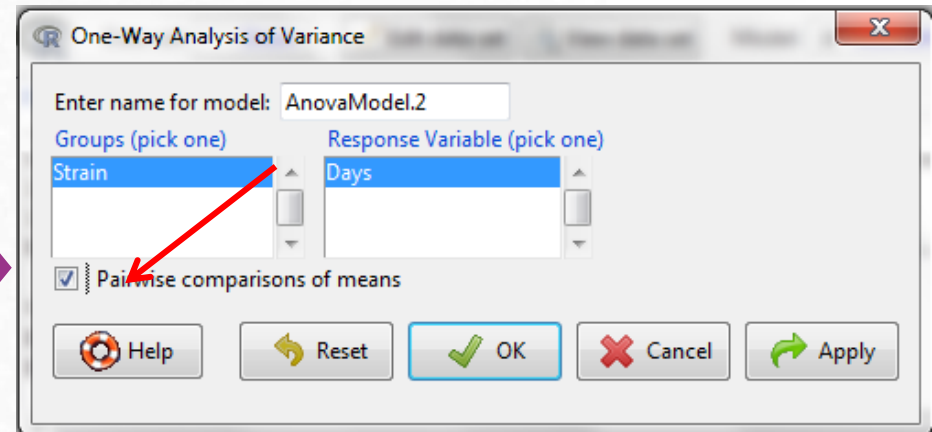 One-Way Analysis of Variance
Enter name for model: AnovaModel.2
Groups (pick one) Response Variable (pick one)
Strain Days
Pairwise comparisons of means
Help Reset OK Cancel Apply